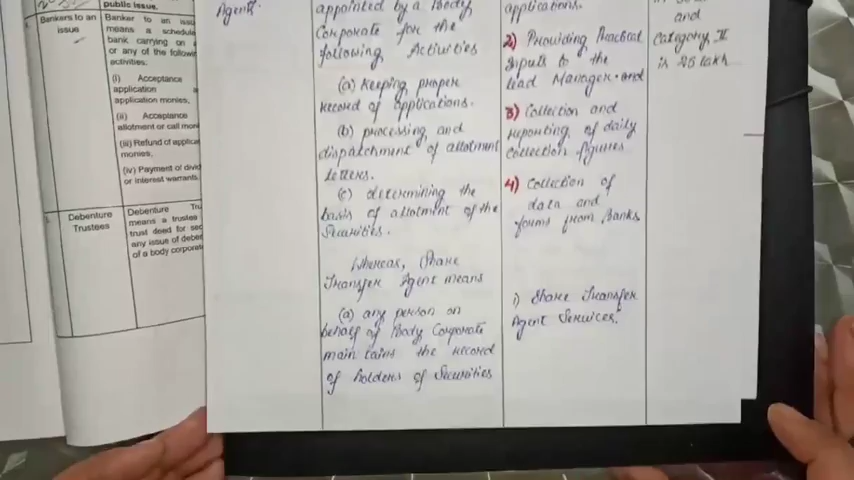 public issue.
Bankers to an
issue
Banker to an issu
means a schedule
bank carrying on
or any of the followin
activities:
(i) Acceptance
application
application monies,
(ii) Acceptance
allotment or call mon
(iii) Refund of applica
monies,
(iv) Payment of divid
or interest warrants.
Debenture
Trustees
Debenture Tru
means a trustee
trust deed for sec
any issue of deben
of a body corporat
Agents.
appointed by a Body
Corporate for the
following Activities
(a) Keeping proper
record of applications.
(b) processing and
dispatchment of allotment
letters.
(c) determining the
basis of allotment of the
Securities.
Whereas, Share
Transfer Agent means
(a) any person on
behalf of Body Corporate
maintains the record
of holders of Securities
applications.
2) Providing Practical
Inputs to the
Lead Manager. and
3) Collection and
reporting of daily
collection figures
4) Collection of
data and
forms from Banks
1) Share Transfer
Agent Services.
and
Category II
is 25 lakh